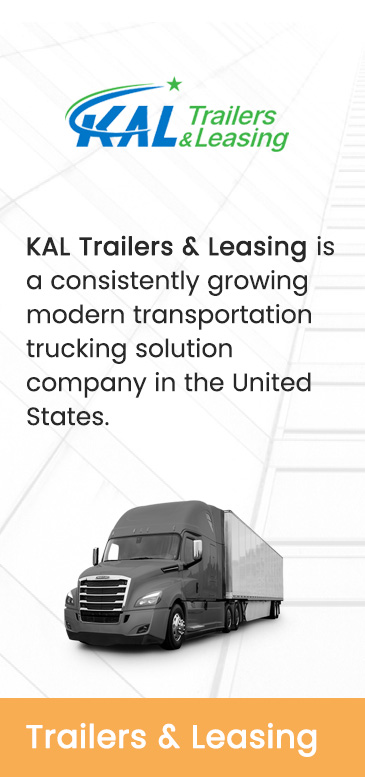 KAL Trailers
& Leasing
KAL Trailers & Leasing is
a consistently growing
modern transportation
trucking solution
company in the United
States.
Trailers & Leasing